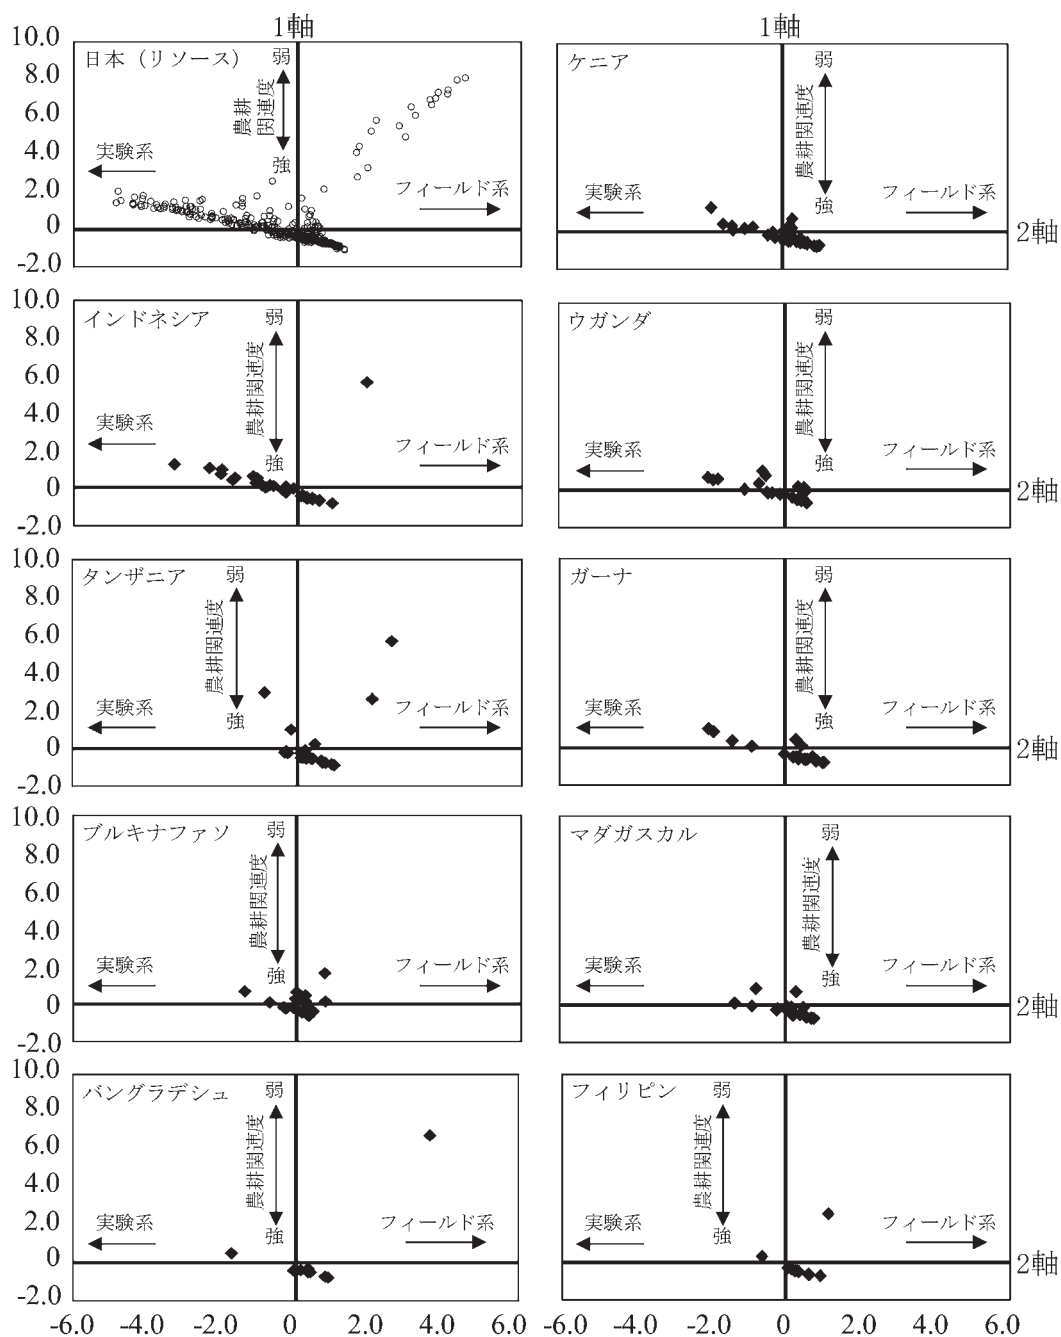 1軸
1軸
10.0
8.0
6.0
4.0
2.0
0
-2.0
日本（リソース）
弱
農耕
関連度
強
実験系
フィールド系
ケニア
弱
農耕関連度
強
実験系
フィールド系
2軸
10.0
8.0
6.0
4.0
2.0
0
-2.0
インドネシア
弱
農耕関連度
強
実験系
フィールド系
ウガンダ
弱
農耕関連度
強
実験系
フィールド系
2軸
10.0
8.0
6.0
4.0
2.0
0
-2.0
タンザニア
弱
農耕関連度
強
実験系
フィールド系
ガーナ
弱
農耕関連度
強
実験系
フィールド系
2軸
10.0
8.0
6.0
4.0
2.0
0
-2.0
ブルキナファソ
弱
農耕関連度
強
実験系
フィールド系
マダガスカル
弱
農耕関連度
強
実験系
フィールド系
2軸
10.0
8.0
6.0
4.0
2.0
0
-2.0
バングラデシュ
弱
農耕関連度
強
実験系
フィールド系
フィリピン
弱
農耕関連度
強
実験系
フィールド系
2軸
-6.0 -4.0 -2.0 0 2.0 4.0 6.0
-6.0 -4.0 -2.0 0 2.0 4.0 6.0